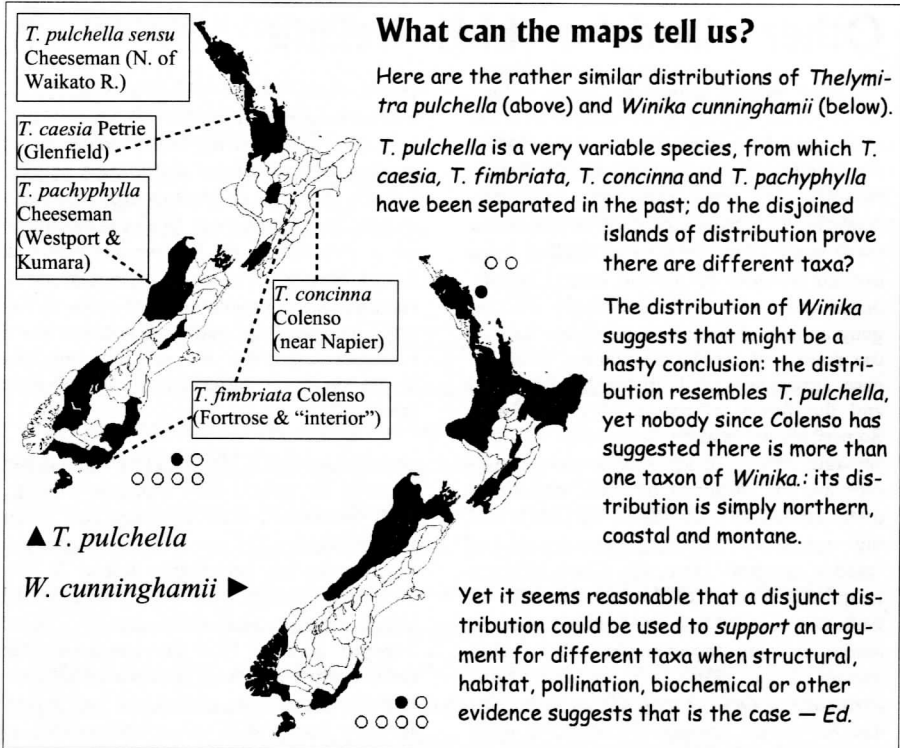 T. pulchella sensu
Cheeseman (N. of
Waikato R.)
T. caesia Petrie
(Glenfield)
T. pachyphylla
Cheeseman
(Westport &
Kumara)
T. concinna
Colenso
(near Napier)
T. fimbriata Colenso
(Fortrose & “interior”)
▲T. pulchella
W. cunninghamii ►
What can the maps tell us?
Here are the rather similar distributions of Thelymi-
tra pulchella (above) and Winika cunninghamii (below).
T. pulchella is a very variable species, from which T.
caesia, T. fimbriata, T. concinna and T. pachyphylla
have been separated in the past; do the disjoined
islands of distribution prove
there are different taxa?
The distribution of Winika
suggests that might be a
hasty conclusion: the distri-
bution resembles T. pulchella,
yet nobody since Colenso has
suggested there is more than
one taxon of Winika.: its dis-
tribution is simply northern,
coastal and montane.
Yet it seems reasonable that a disjunct dis-
tribution could be used to support an argu-
ment for different taxa when structural,
habitat, pollination, biochemical or other
evidence suggests that is the case — Ed.